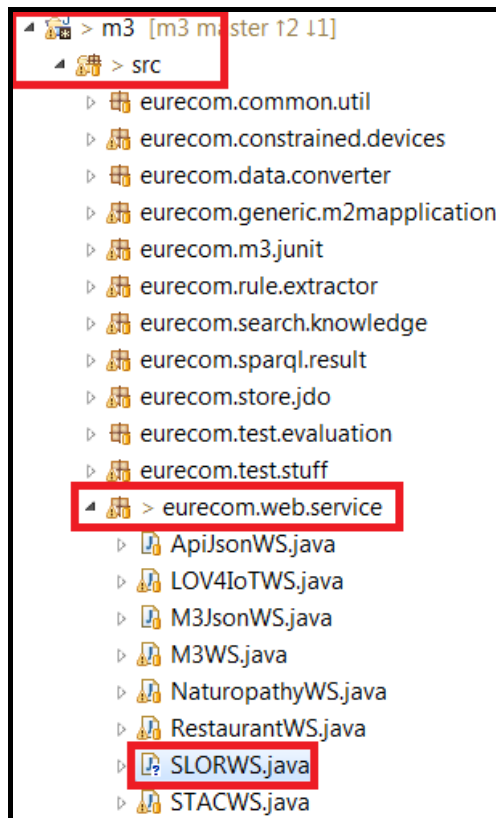 > m3 [m3 master ↑2 ↓1]
> src
eurecom.common.util
eurecom.constrained.devices
eurecom.data.converter
eurecom.generic.m2mapplication
eurecom.m3.junit
eurecom.rule.extractor
eurecom.search.knowledge
eurecom.sparql.result
eurecom.store.jdo
eurecom.test.evaluation
eurecom.test.stuff
> eurecom.web.service
ApiJsonWS.java
LOV4IoTWS.java
M3JsonWS.java
M3WS.java
NaturopathyWS.java
RestaurantWS.java
SLORWS.java
STACWS.java